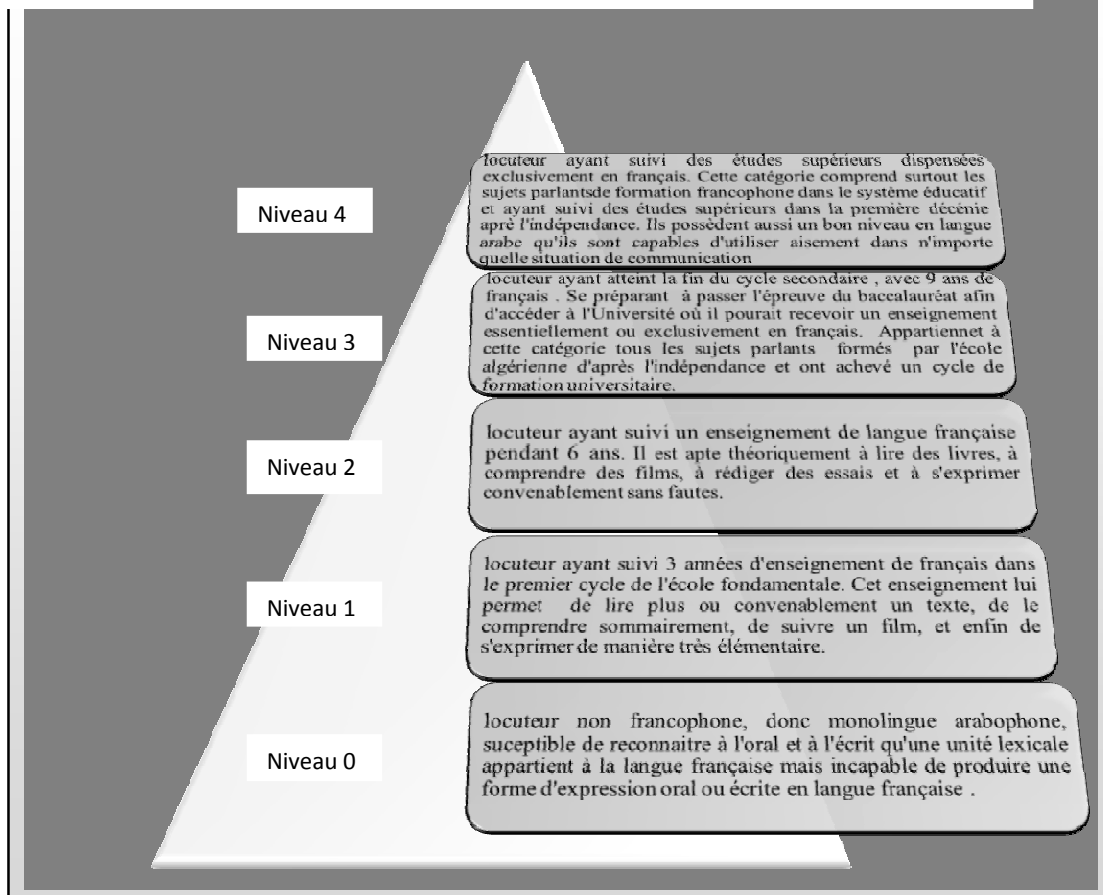 Niveau 4
locuteur ayant suivi des études supérieurs dispensées
exclusivement en français. Cette catégorie comprend surtout les
sujets parlantsde formation francophone dans le système éducatif
et ayant suivi des études supérieurs dans la première décénie
aprè l'indépendance. Ils possèdent aussi un bon niveau en langue
arabe qu'ils sont capables d'utiliser aisement dans n'importe
quelle situation de communication
Niveau 3
locuteur ayant atteint la fin du cycle secondaire , avec 9 ans de
français . Se préparant à passer l'épreuve du baccalauréat afin
d'accéder à l'Université où il pourait recevoir un enseignement
essentiellement ou exclusivement en français. Appartiennet à
cette catégorie tous les sujets parlants formés par l'école
algérienne d'après l'indépendance et ont achevé un cycle de
formation universitaire.
Niveau 2
locuteur ayant suivi un enseignement de langue française
pendant 6 ans. Il est apte théoriquement à lire des livres, à
comprendre des films, à rédiger des essais et à s'exprimer
convenablement sans fautes.
Niveau 1
locuteur ayant suivi 3 années d'enseignement de français dans
le premier cycle de l'école fondamentale. Cet enseignement lui
permet de lire plus ou convenablement un texte, de le
comprendre sommairement, de suivre un film, et enfin de
s'exprimer de manière très élémentaire.
Niveau 0
locuteur non francophone, donc monolingue arabophone,
suceptible de reconnaitre à l'oral et à l'écrit qu'une unité lexicale
appartient à la langue française mais incapable de produire une
forme d'expression oral ou écrite en langue française .